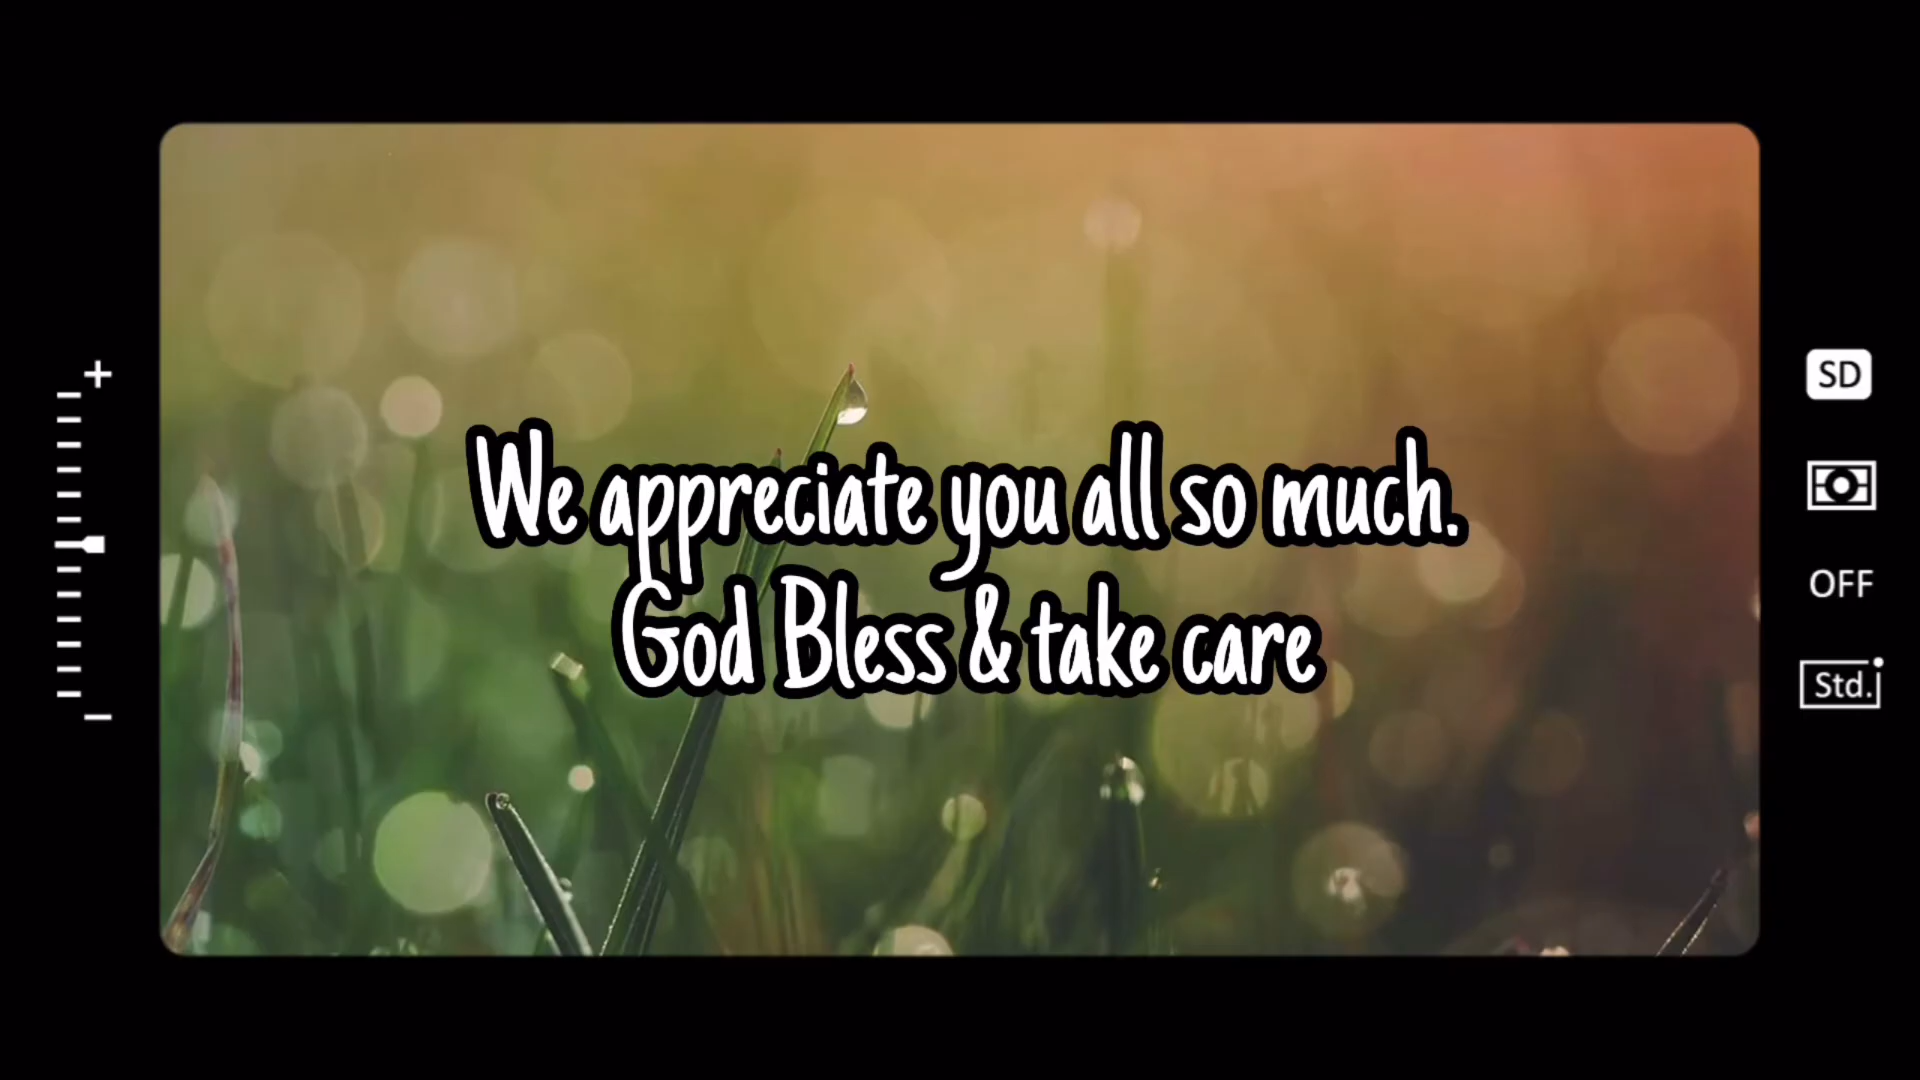 We appreciate you all so much.
God Bless & take care
SD
OFF
Std.